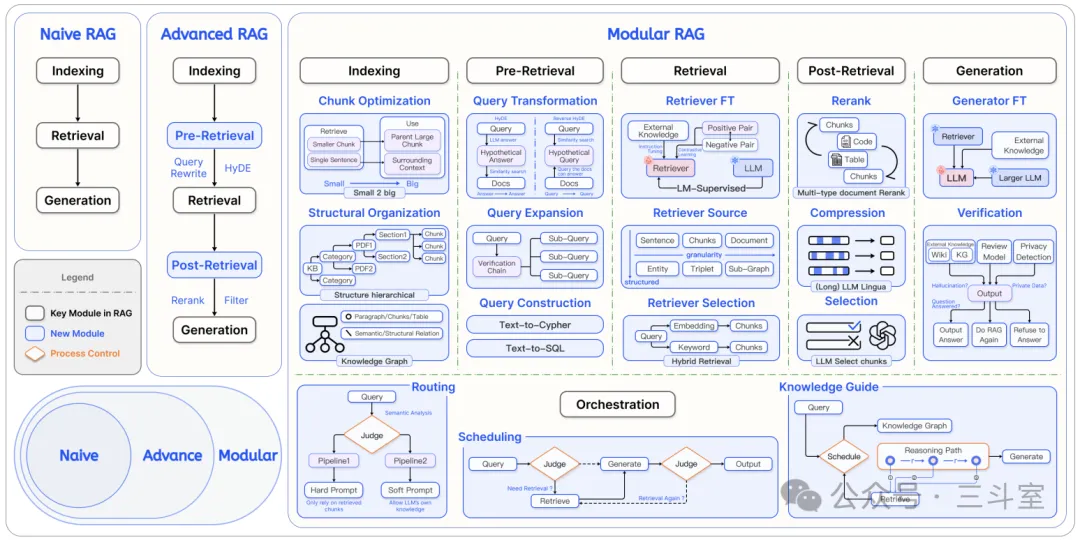 Naive RAG
Indexing
Retrieval
Generation
Advanced RAG
Indexing
Pre-Retrieval
Query
Rewrite
HyDE
Retrieval
Post-Retrieval
Rerank
Filter
Generation
Legend
Key Module in RAG
New Module
Process Control
Naive
Advance
Modular
Modular RAG
Indexing
Chunk Optimization
Retrieve
Smaller Chunk
Single Sentence
Use
Parent Large
Chunk
Surrounding
Context
Small
Big
Small 2 big
Structural Organization
KB
Category
Category
PDF1
PDF2
Section1
Section2
Chunk
Chunk
Chunk
Structure hierarchical
Paragraph/Chunks/Table
Semantic/Structural Relation
Knowledge Graph
Pre-Retrieval
Query Transformation
HyDE
Query
LLM answer
Hypothetical
Answer
Similarity search
Docs
Answer
Answer
Reverse HyDE
Query
Similarity search
Hypothetical
Query
Query the docs
can answer
Docs
Query
Query
Query Expansion
Query
Verification
Chain
Sub-Query
Sub-Query
Sub-Query
Query Construction
Text-to-Cypher
Text-to-SQL
Retrieval
Retriever FT
External
Knowledge
Positive Pair
Negative Pair
Instruction
Tuning
Contrastive
Learning
Retriever
LLM
LM-Supervised
Retriever Source
Sentence
Chunks
Document
granularity
Entity
Triplet
Sub-Graph
structured
Retriever Selection
Query
Embedding
Chunks
Keyword
Chunks
Hybrid Retrieval
Post-Retrieval
Rerank
Chunks
Code
Table
Chunks
Multi-type document Rerank
Compression
(Long) LLM Lingua
Selection
LLM Select chunks
Generation
Generator FT
Retriever
External
Knowledge
LLM
Larger LLM
Verification
External Knowledge
Wiki
KG
Review
Model
Privacy
Detection
Hallucination?
Private Data?
Output
Question
Answered?
Output
Answer
Do RAG
Again
Refuse to
Answer
Routing
Query
Semantic Analysis
Judge
Pipeline1
Pipeline2
Hard Prompt
Soft Prompt
Only rely on retrieved
chunks
Allow LLM's own
knowledge
Orchestration
Scheduling
Query
Judge
Generate
Judge
Output
Need Retrieval ?
Retrieve
Retrieval Again ?
Knowledge Guide
Query
Knowledge Graph
Schedule
Reasoning Path
r
r
Generate
Retrieve
公众号 · 三斗室